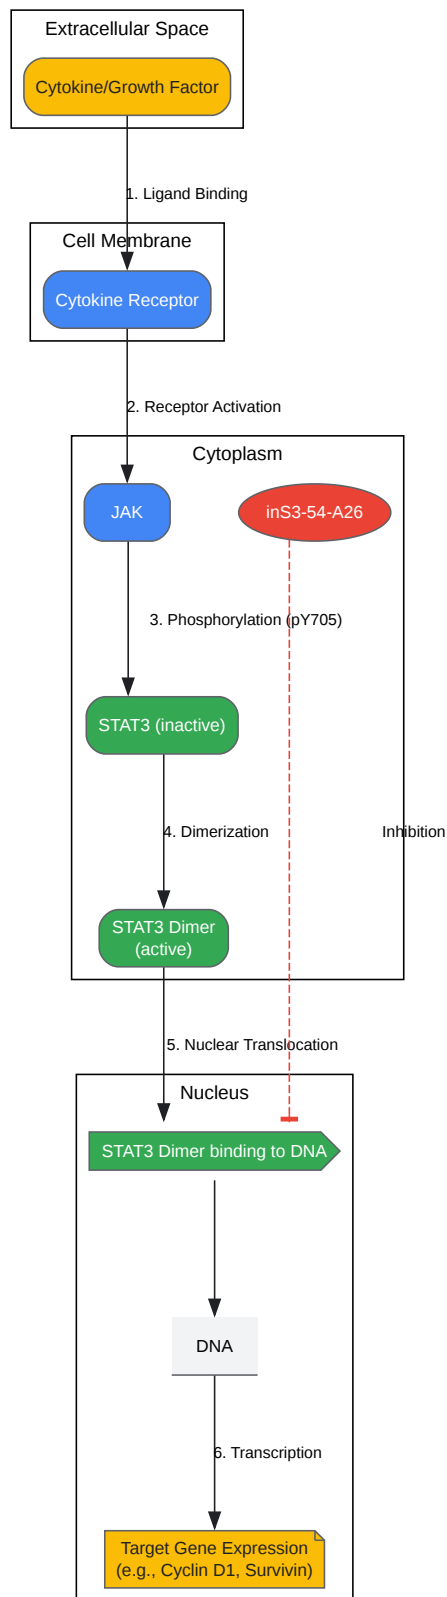 Extracellular Space
Cytokine/Growth Factor
1. Ligand Binding
Cell Membrane
Cytokine Receptor
2. Receptor Activation
Cytoplasm
JAK
inS3-54-A26
3. Phosphorylation (pY705)
STAT3 (inactive)
4. Dimerization
Inhibition
STAT3 Dimer
(active)
5. Nuclear Translocation
Nucleus
STAT3 Dimer binding to DNA
DNA
6. Transcription
Target Gene Expression
(e.g., Cyclin D1, Survivin)